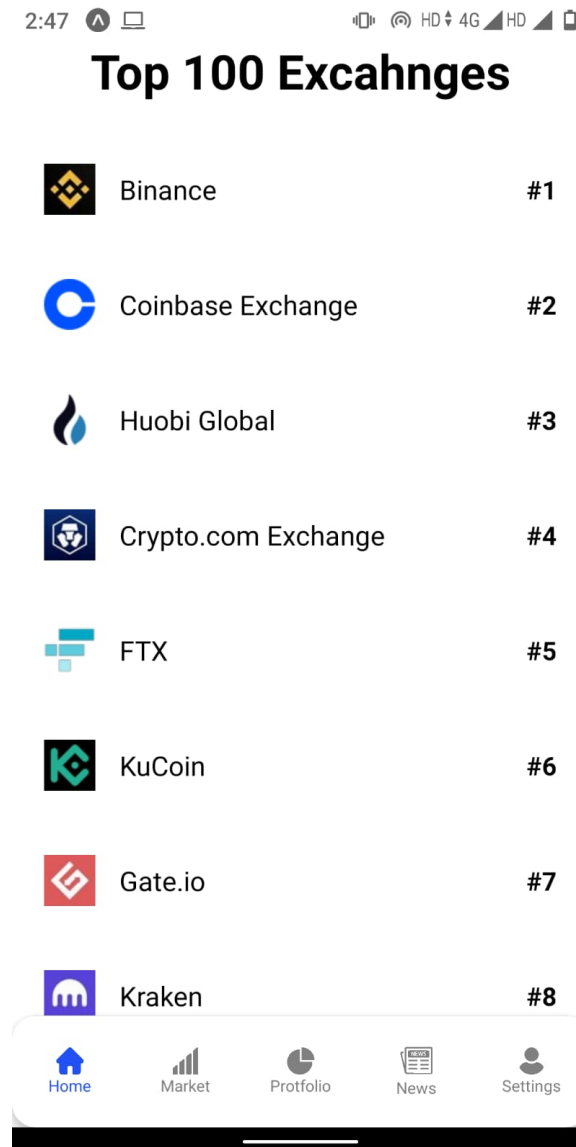 2:47 HD 4G HD
Top 100 Excahnges
Binance #1
Coinbase Exchange #2
Huobi Global #3
Crypto.com Exchange #4
FTX #5
KuCoin #6
Gate.io #7
Kraken #8
NEWS
Home Market Protfolio News Settings